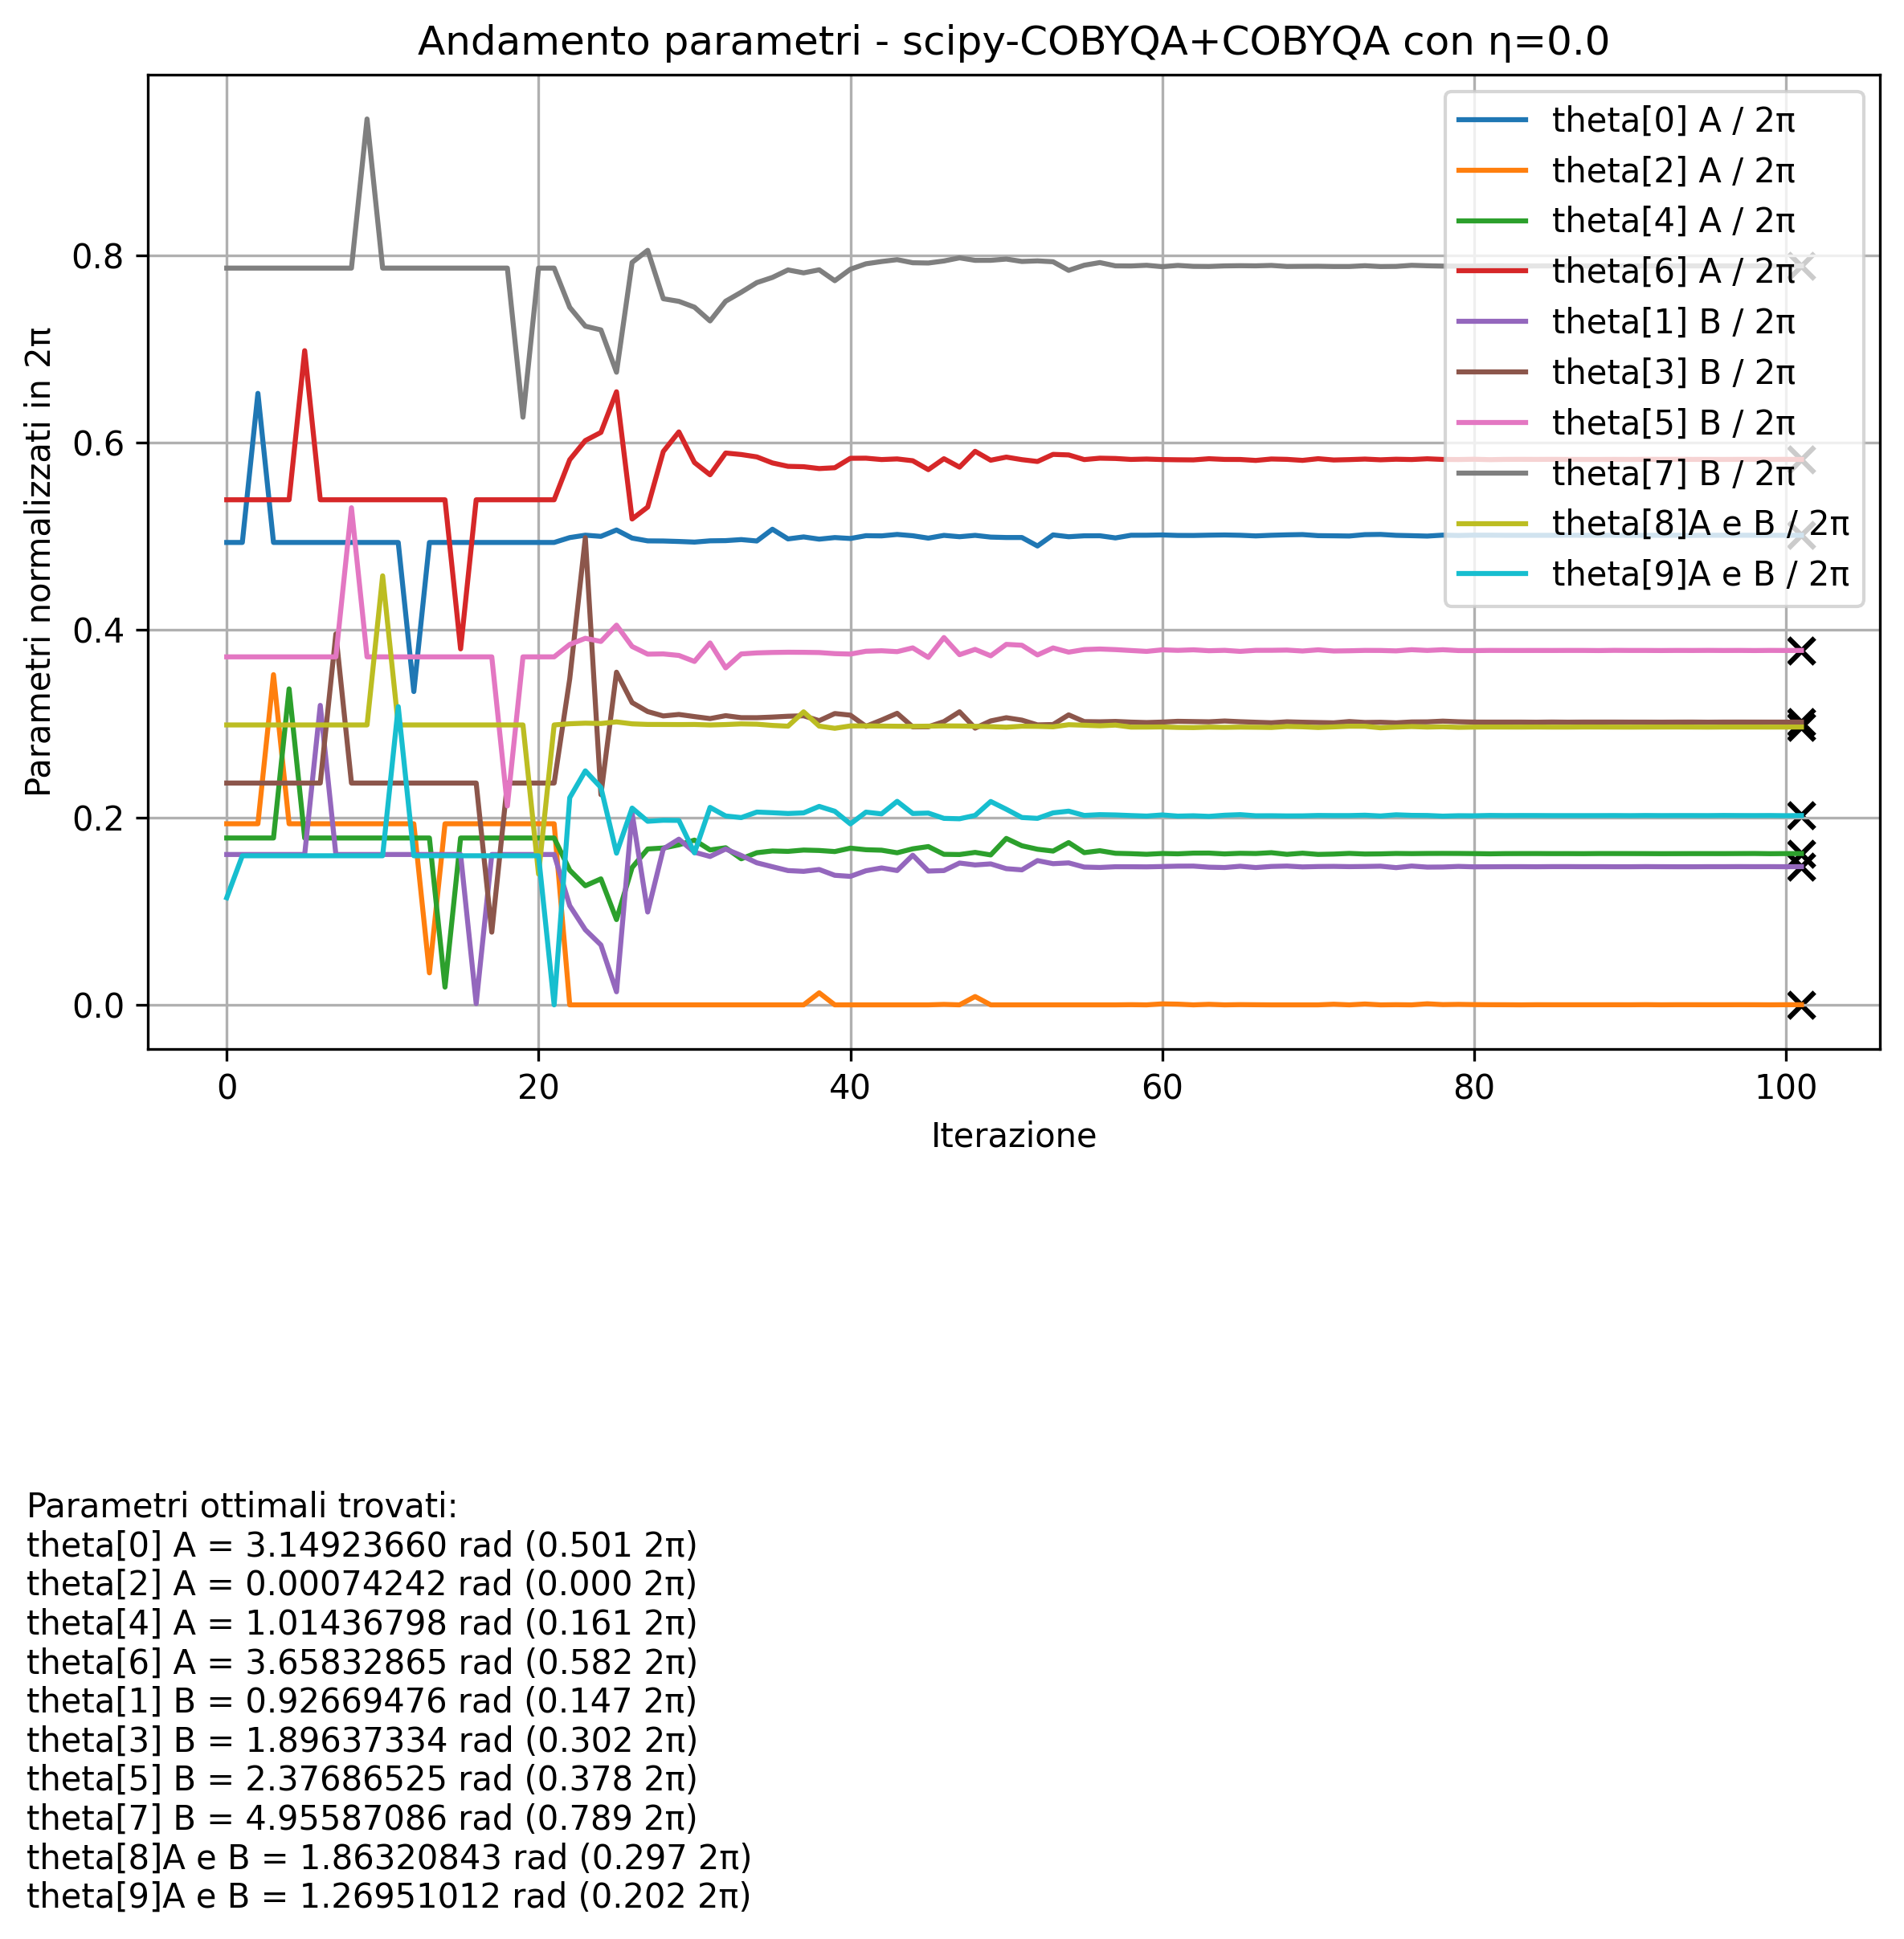 Andamento parametri - scipy-COBYQA+COBYQA con η=0.0
Parametri normalizzati in 2π
0.8
0.6
0.4
0.2
0.0
theta[0] A / 2π
theta[2] A / 2π
theta[4] A / 2π
theta[6] A / 2π
theta[1] B / 2π
theta[3] B / 2π
theta[5] B / 2π
theta[7] B / 2π
theta[8]A e B / 2π
theta[9]A e B / 2π
0 20 40 60 80 100
Iterazione
Parametri ottimali trovati:
theta[0] A = 3.14923660 rad (0.501 2π)
theta[2] A = 0.00074242 rad (0.000 2π)
theta[4] A = 1.01436798 rad (0.161 2π)
theta[6] A = 3.65832865 rad (0.582 2π)
theta[1] B = 0.92669476 rad (0.147 2π)
theta[3] B = 1.89637334 rad (0.302 2π)
theta[5] B = 2.37686525 rad (0.378 2π)
theta[7] B = 4.95587086 rad (0.789 2π)
theta[8]A e B = 1.86320843 rad (0.297 2π)
theta[9]A e B = 1.26951012 rad (0.202 2π)